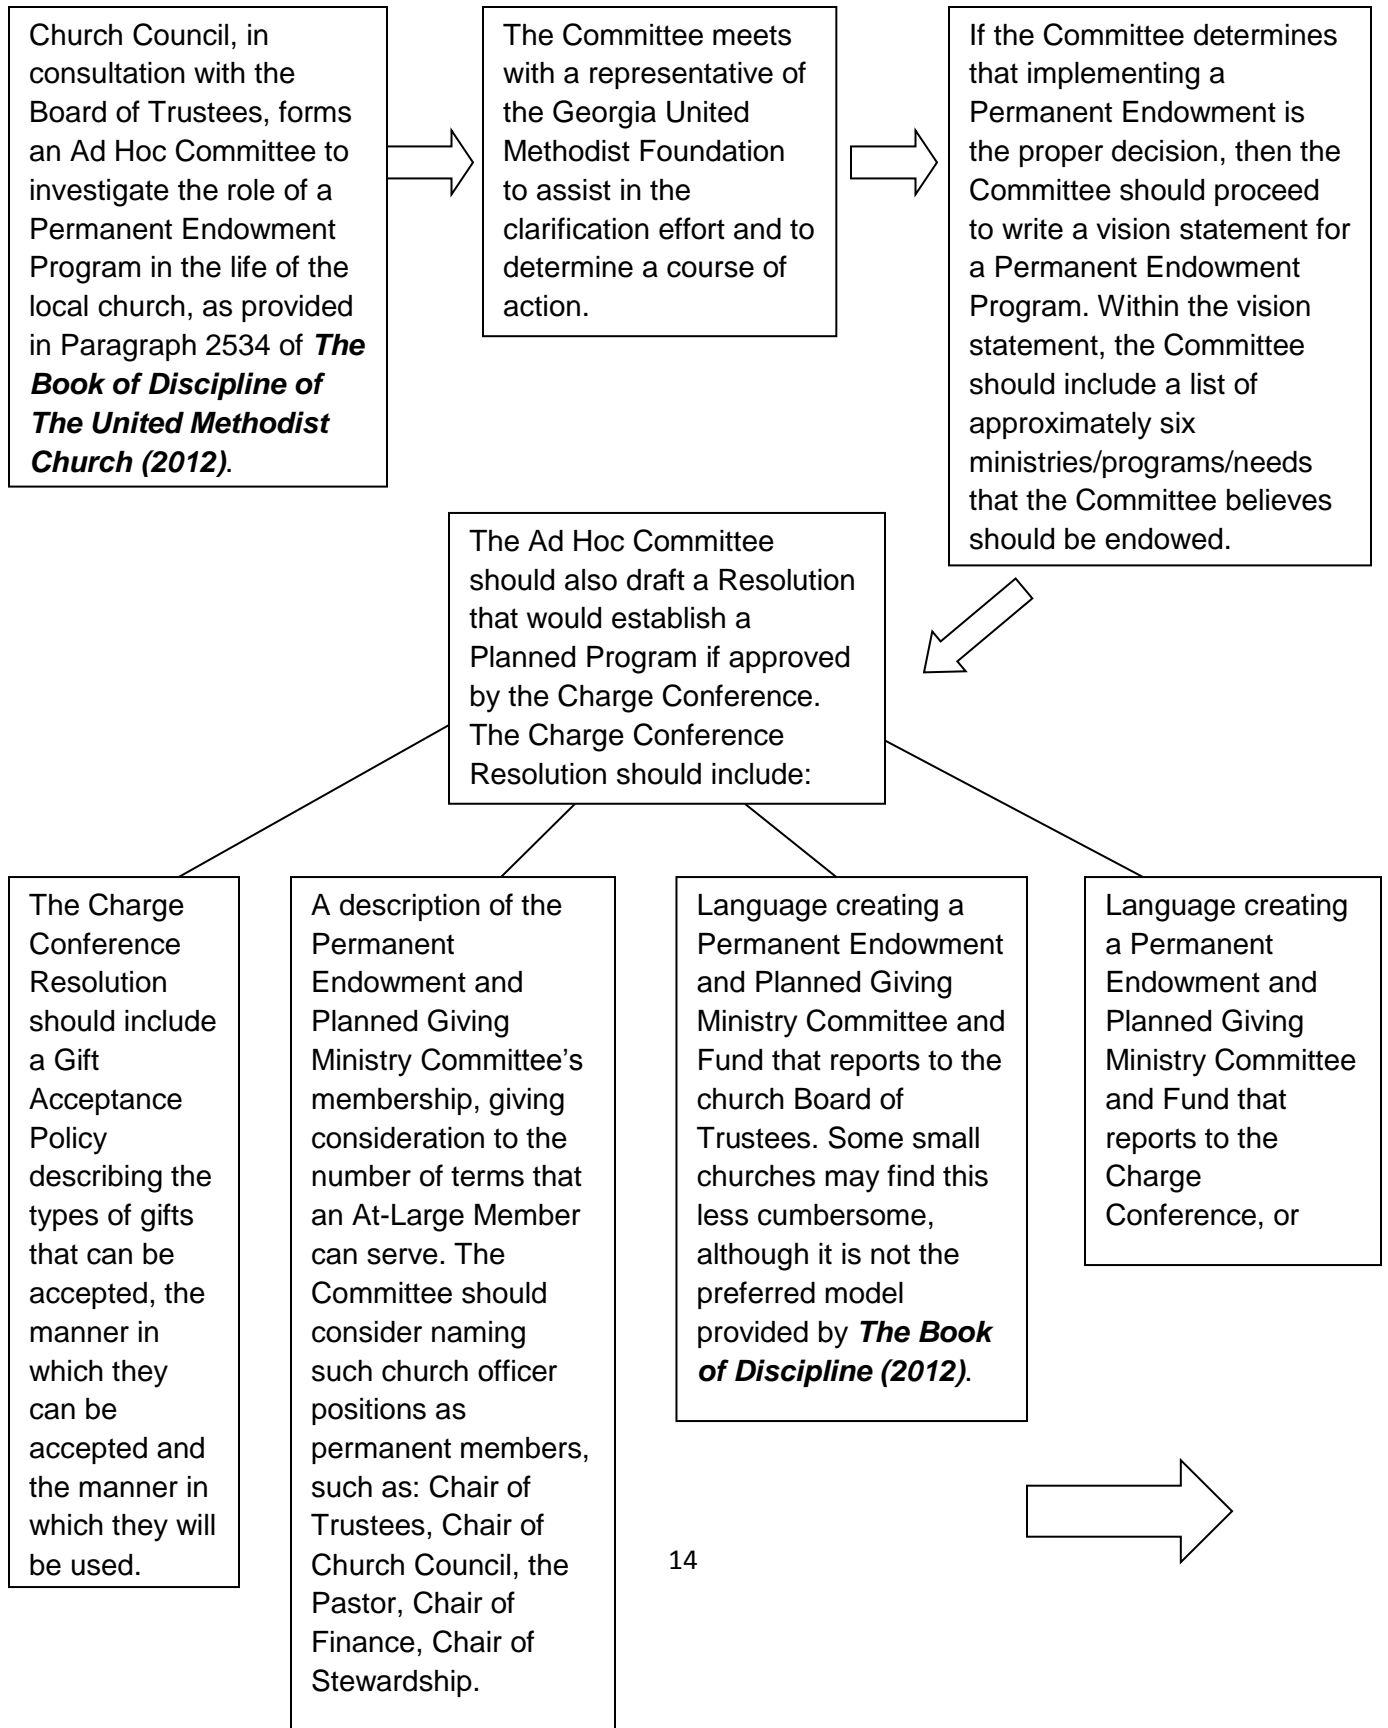 Church Council, in
consultation with the
Board of Trustees, forms
an Ad Hoc Committee to
investigate the role of a
Permanent Endowment
Program in the life of the
local church, as provided
in Paragraph 2534 of The
Book of Discipline of
The United Methodist
Church (2012).
The Committee meets
with a representative of
the Georgia United
Methodist Foundation
to assist in the
clarification effort and to
determine a course of
action.
If the Committee determines
that implementing a
Permanent Endowment is
the proper decision, then the
Committee should proceed
to write a vision statement for
a Permanent Endowment
Program. Within the vision
statement, the Committee
should include a list of
approximately six
ministries/programs/needs
that the Committee believes
should be endowed.
The Ad Hoc Committee
should also draft a Resolution
that would establish a
Planned Program if approved
by the Charge Conference.
The Charge Conference
Resolution should include:
The Charge
Conference
Resolution
should include
a Gift
Acceptance
Policy
describing the
types of gifts
that can be
accepted, the
manner in
which they
can be
accepted and
the manner in
which they will
be used.
A description of the
Permanent
Endowment and
Planned Giving
Ministry Committee’s
membership, giving
consideration to the
number of terms that
an At-Large Member
can serve. The
Committee should
consider naming
such church officer
positions as
permanent members,
such as: Chair of
Trustees, Chair of
Church Council, the
Pastor, Chair of
Finance, Chair of
Stewardship.
Language creating a
Permanent Endowment
and Planned Giving
Ministry Committee and
Fund that reports to the
church Board of
Trustees. Some small
churches may find this
less cumbersome,
although it is not the
preferred model
provided by The Book
of Discipline (2012).
Language creating
a Permanent
Endowment and
Planned Giving
Ministry Committee
and Fund that
reports to the
Charge
Conference, or
14